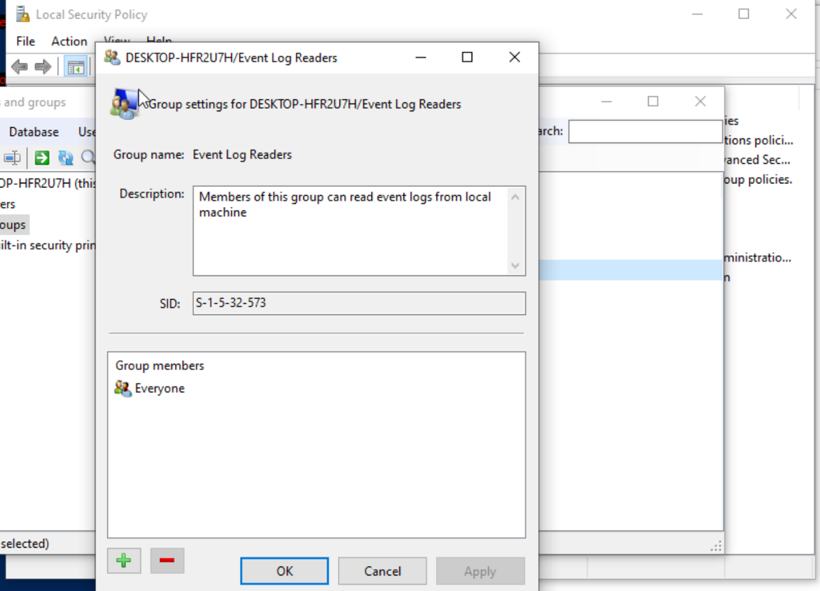 Local Security Policy
File Action View Help
DESKTOP-HFR2U7H/Event Log Readers
Group settings for DESKTOP-HFR2U7H/Event Log Readers
Group name: Event Log Readers
Description: Members of this group can read event logs from local
machine
SID: S-1-5-32-573
Group members
Everyone
OK Cancel Apply
s and groups
Database Use
OP-HFR2U7H (this
ers
oups
ilt-in security prin
selected)
arch:
ies
tions polici...
vanced Sec...
oup policies.
ministratio...
n